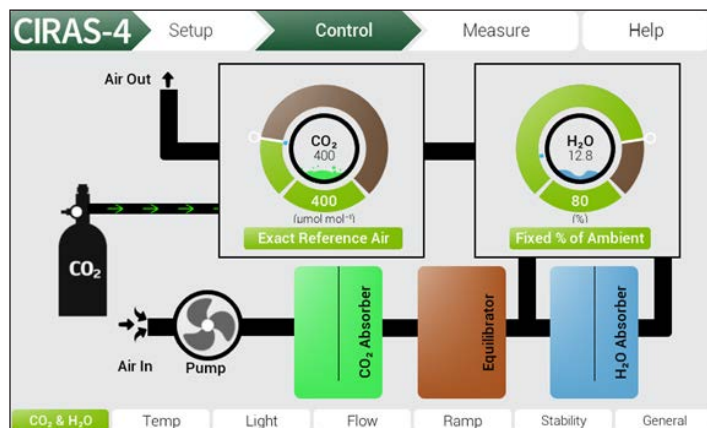 CIRAS-4
Setup
Control
Measure
Help
Air Out
CO₂
400
400
(µmol mol⁻¹)
Exact Reference Air
H₂O
12.8
80
(%)
Fixed % of Ambient
CO₂
Air In
Pump
CO₂ Absorber
Equilibrator
H₂O Absorber
CO₂ & H₂O
Temp
Light
Flow
Ramp
Stability
General